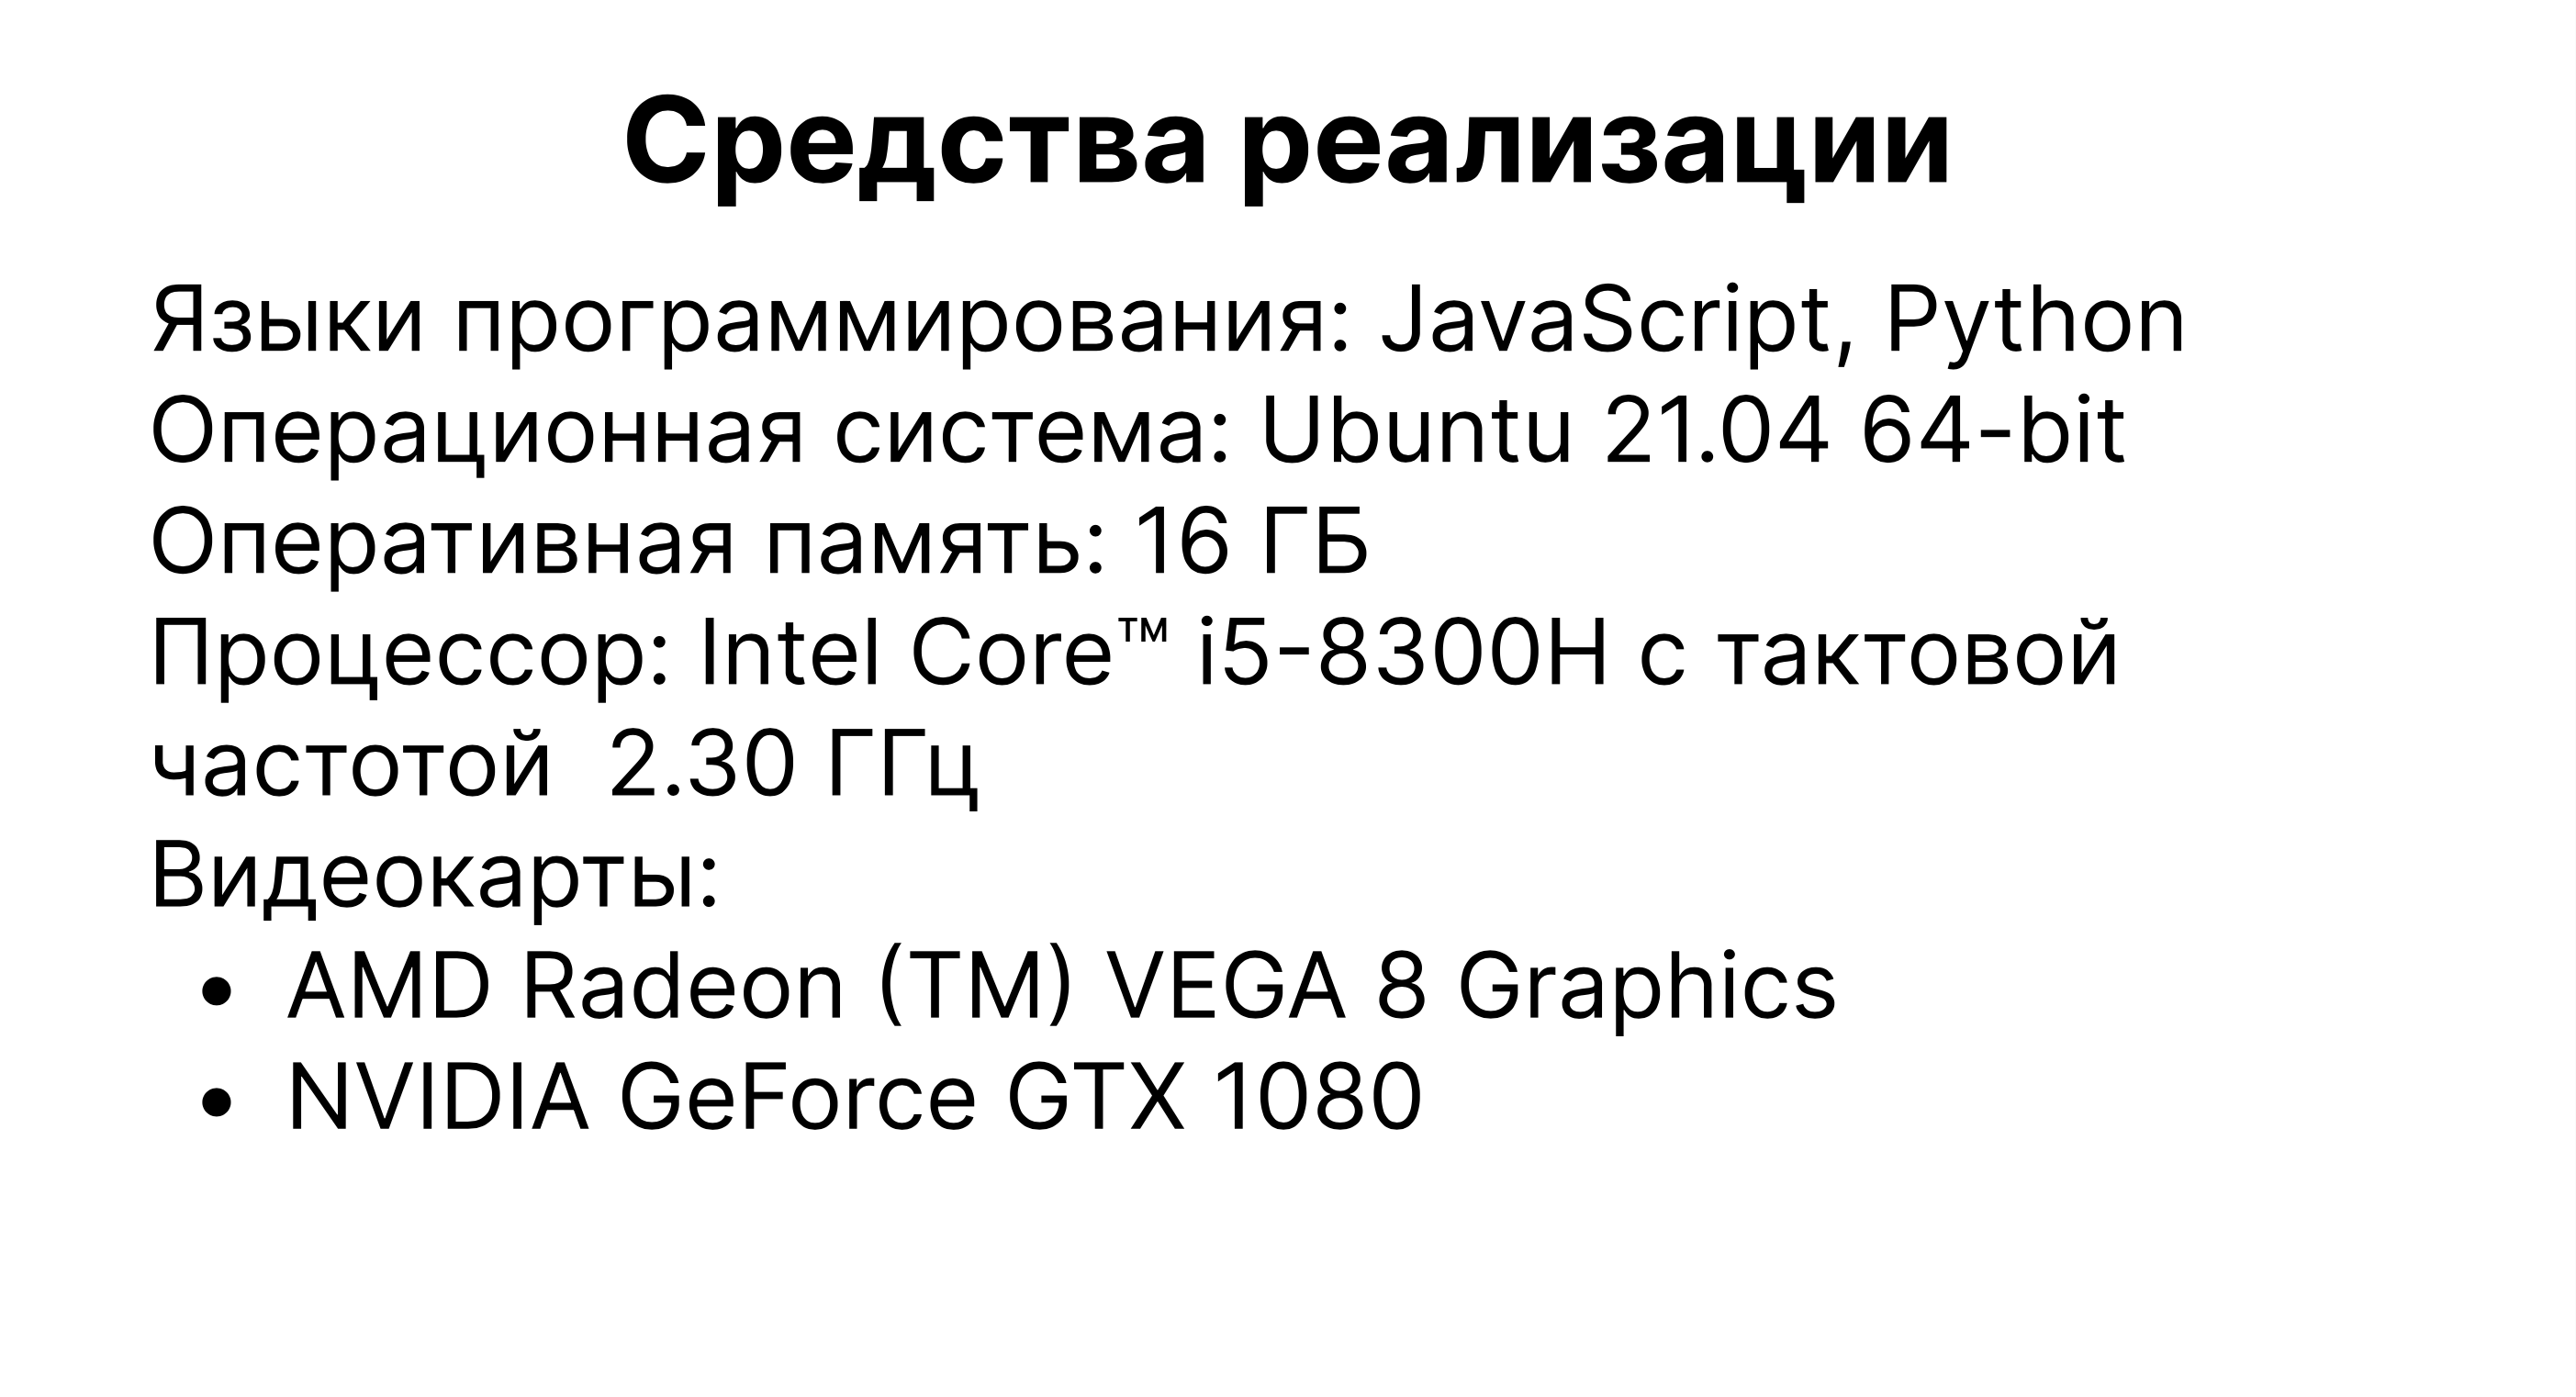 Средства реализации
Языки программирования: JavaScript, Python
Операционная система: Ubuntu 21.04 64-bit
Оперативная память: 16 ГБ
Процессор: Intel Core™ i5-8300H с тактовой
частотой  2.30 ГГц
Видеокарты:
• AMD Radeon (TM) VEGA 8 Graphics
• NVIDIA GeForce GTX 1080